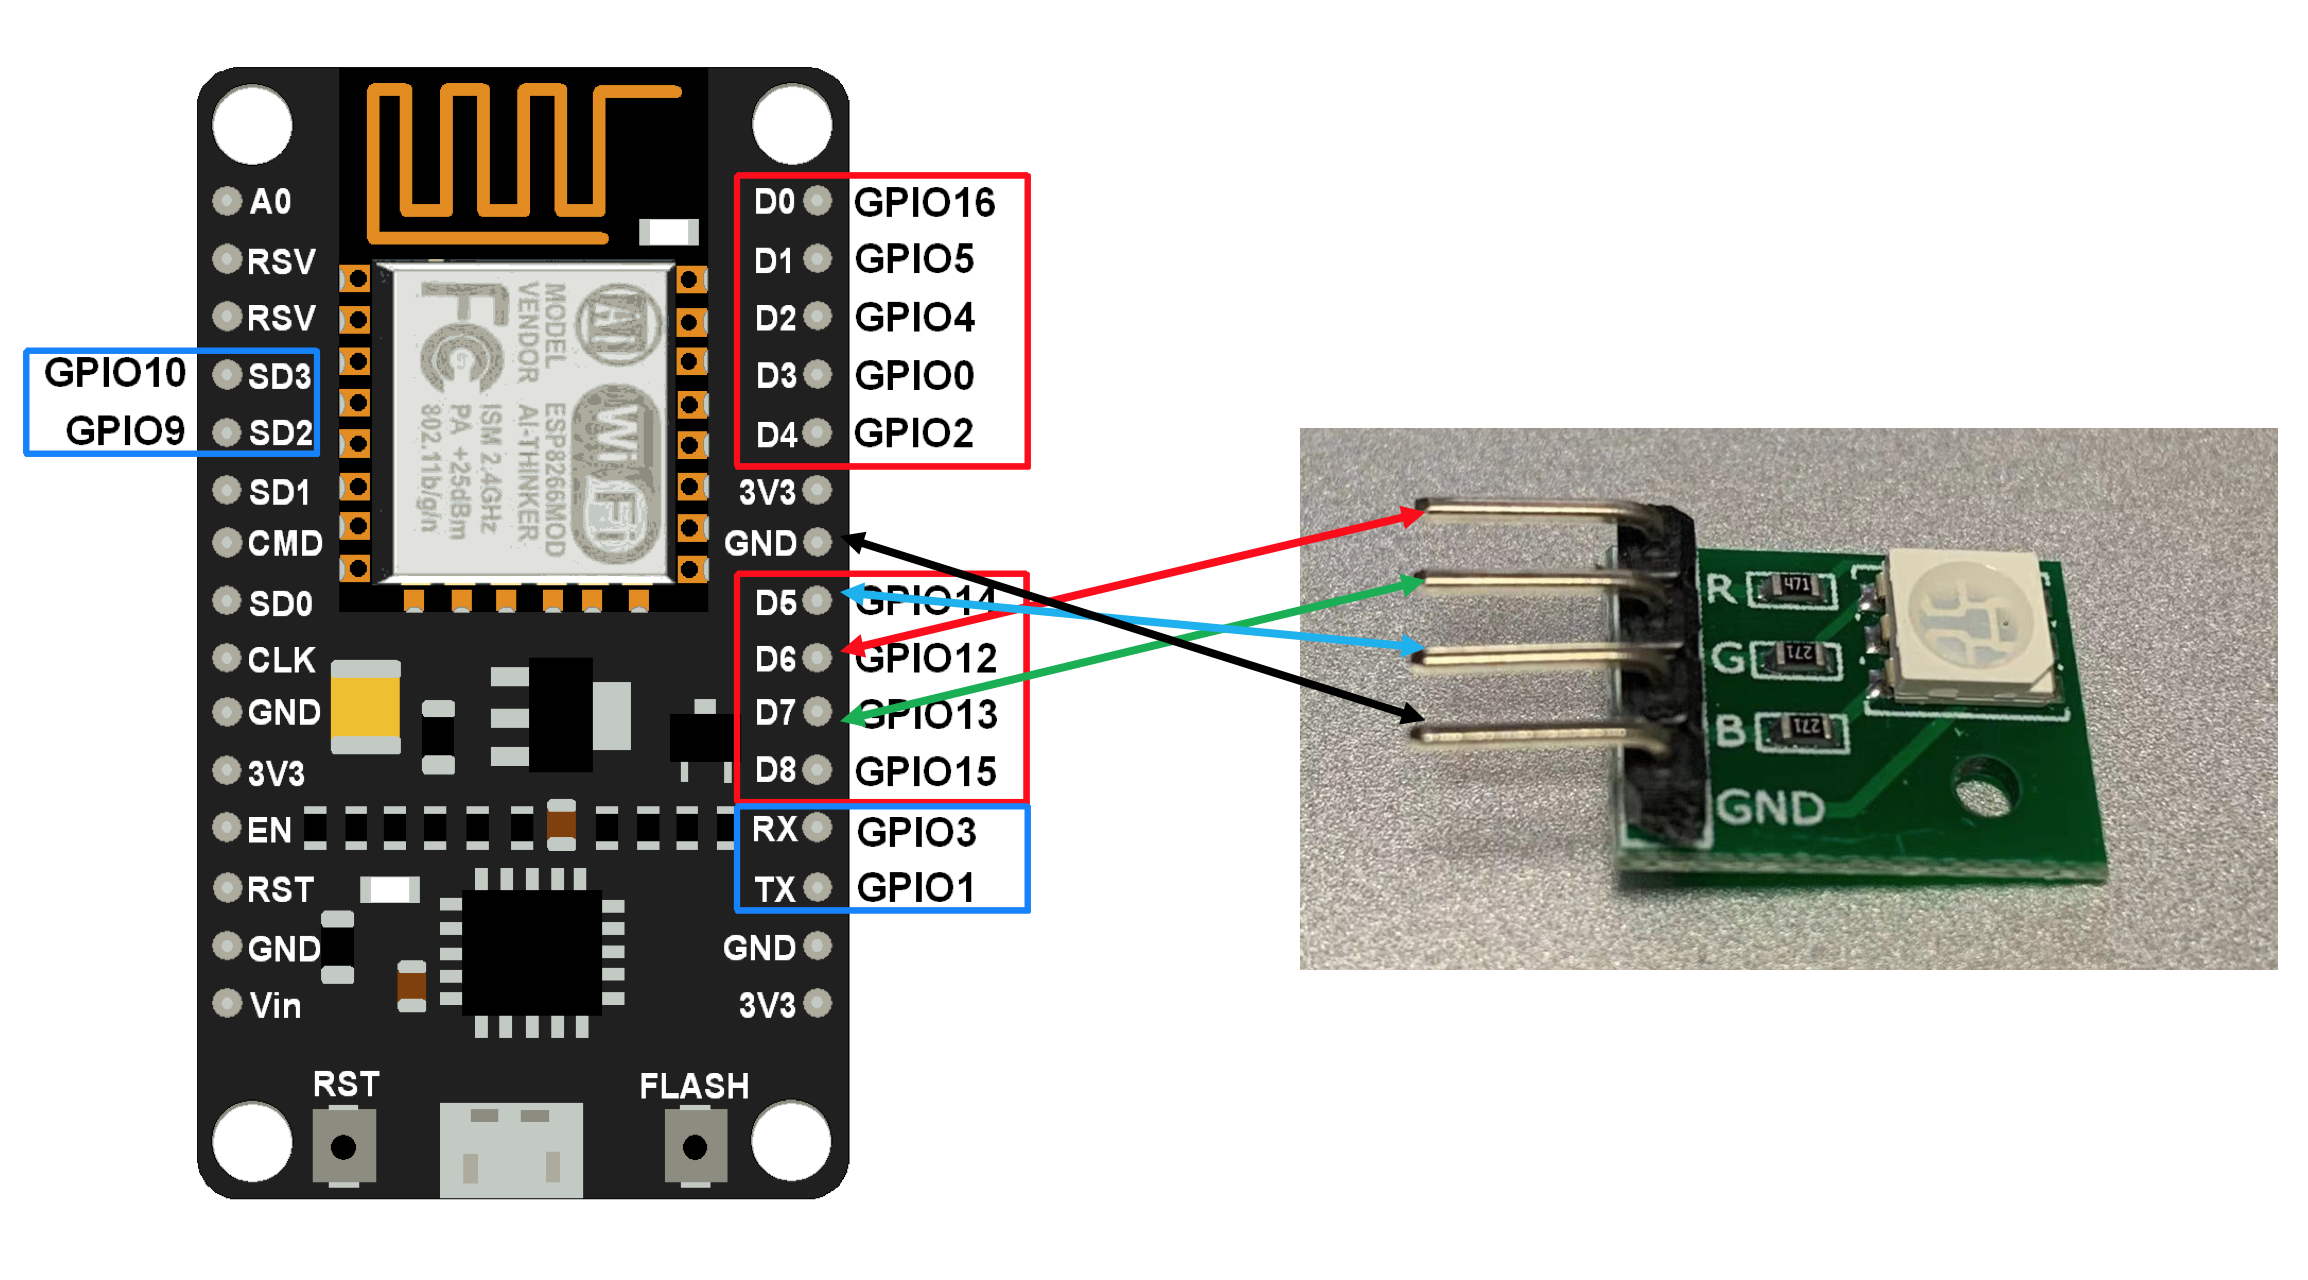 A0
RSV
RSV
GPIO10 SD3
GPIO9 SD2
SD1
CMD
SD0
CLK
GND
3V3
EN
RST
GND
Vin
FC
MODEL
VENDOR
AI
WiFi
ESP8266MOD
AI-THINKER
ISM 2.4GHz
PA +25dBm
802.11b/g/n
D0 GPIO16
D1 GPIO5
D2 GPIO4
D3 GPIO0
D4 GPIO2
3V3
GND
D5 GPIO14
D6 GPIO12
D7 GPIO13
D8 GPIO15
RX GPIO3
TX GPIO1
GND
3V3
RST
FLASH
R 471
G 271
B 271
GND